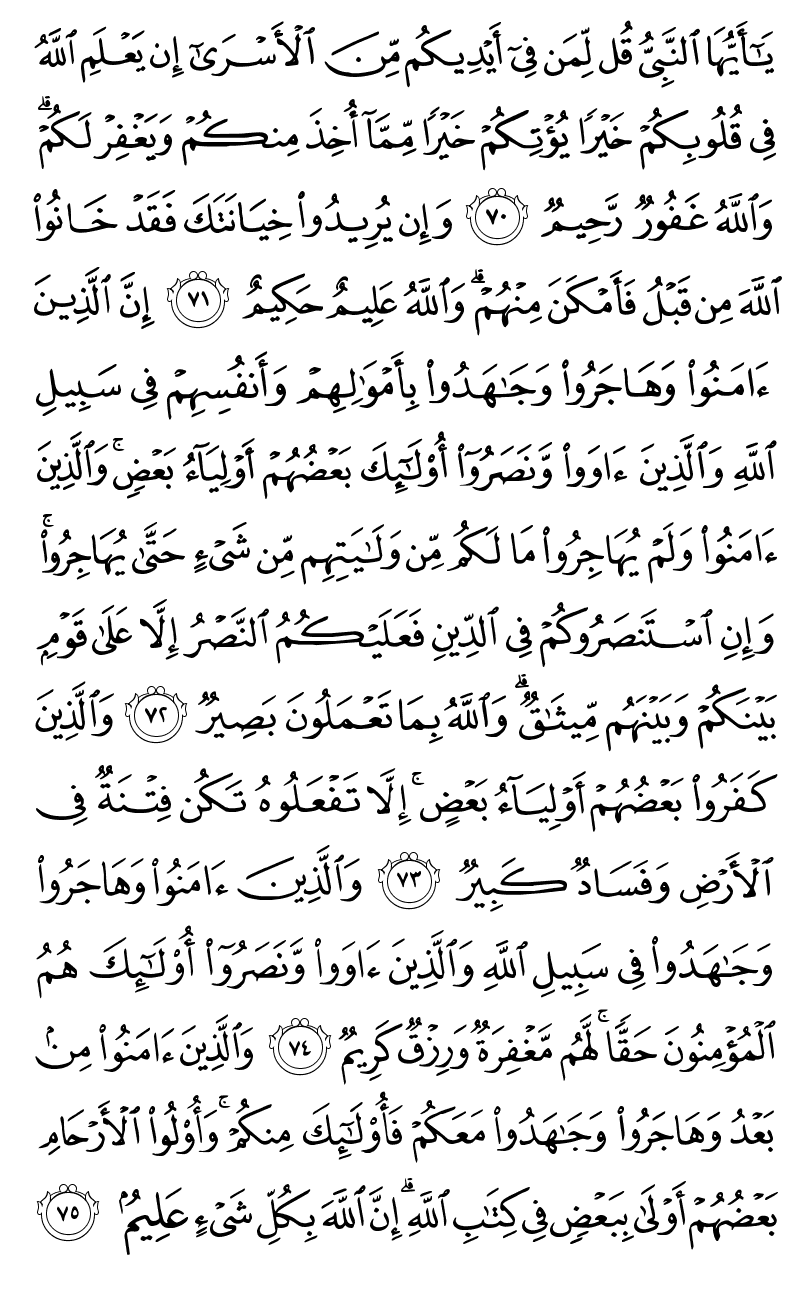 يَـٰٓأَيُّهَا ٱلنَّبِىُّ قُل لِّمَن فِىٓ أَيْدِيكُم مِّنَ ٱلْأَسْرَىٰٓ إِن يَعْلَمِ ٱللَّهُ
فِى قُلُوبِكُمْ خَيْرًا يُؤْتِكُمْ خَيْرًا مِّمَّآ أُخِذَ مِنكُمْ وَيَغْفِرْ لَكُمْ ۗ
وَٱللَّهُ غَفُورٌ رَّحِيمٌ ٧٠ وَإِن يُرِيدُوا۟ خِيَانَتَكَ فَقَدْ خَانُوا۟
ٱللَّهَ مِن قَبْلُ فَأَمْكَنَ مِنْهُمْ ۗ وَٱللَّهُ عَلِيمٌ حَكِيمٌ ٧١ إِنَّ ٱلَّذِينَ
ءَامَنُوا۟ وَهَاجَرُوا۟ وَجَـٰهَدُوا۟ بِأَمْوَٰلِهِمْ وَأَنفُسِهِمْ فِى سَبِيلِ
ٱللَّهِ وَٱلَّذِينَ ءَاوَوا۟ وَّنَصَرُوٓا۟ أُو۟لَـٰٓئِكَ بَعْضُهُمْ أَوْلِيَآءُ بَعْضٍ ۚ وَٱلَّذِينَ
ءَامَنُوا۟ وَلَمْ يُهَاجِرُوا۟ مَا لَكُم مِّن وَلَـٰيَتِهِم مِّن شَىْءٍ حَتَّىٰ يُهَاجِرُوا۟ ۚ
وَإِنِ ٱسْتَنصَرُوكُمْ فِى ٱلدِّينِ فَعَلَيْكُمُ ٱلنَّصْرُ إِلَّا عَلَىٰ قَوْمٍۭ
بَيْنَكُمْ وَبَيْنَهُم مِّيثَـٰقٌ ۗ وَٱللَّهُ بِمَا تَعْمَلُونَ بَصِيرٌ ٧٢ وَٱلَّذِينَ
كَفَرُوا۟ بَعْضُهُمْ أَوْلِيَآءُ بَعْضٍ ۚ إِلَّا تَفْعَلُوهُ تَكُن فِتْنَةٌ فِى
ٱلْأَرْضِ وَفَسَادٌ كَبِيرٌ ٧٣ وَٱلَّذِينَ ءَامَنُوا۟ وَهَاجَرُوا۟
وَجَـٰهَدُوا۟ فِى سَبِيلِ ٱللَّهِ وَٱلَّذِينَ ءَاوَوا۟ وَّنَصَرُوٓا۟ أُو۟لَـٰٓئِكَ هُمُ
ٱلْمُؤْمِنُونَ حَقًّا ۚ لَّهُم مَّغْفِرَةٌ وَرِزْقٌ كَرِيمٌ ٧٤ وَٱلَّذِينَ ءَامَنُوا۟ مِنۢ
بَعْدُ وَهَاجَرُوا۟ وَجَـٰهَدُوا۟ مَعَكُمْ فَأُو۟لَـٰٓئِكَ مِنكُمْ ۚ وَأُو۟لُوا۟ ٱلْأَرْحَامِ
بَعْضُهُمْ أَوْلَىٰ بِبَعْضٍ فِى كِتَـٰبِ ٱللَّهِ ۗ إِنَّ ٱللَّهَ بِكُلِّ شَىْءٍ عَلِيمٌۢ ٧٥